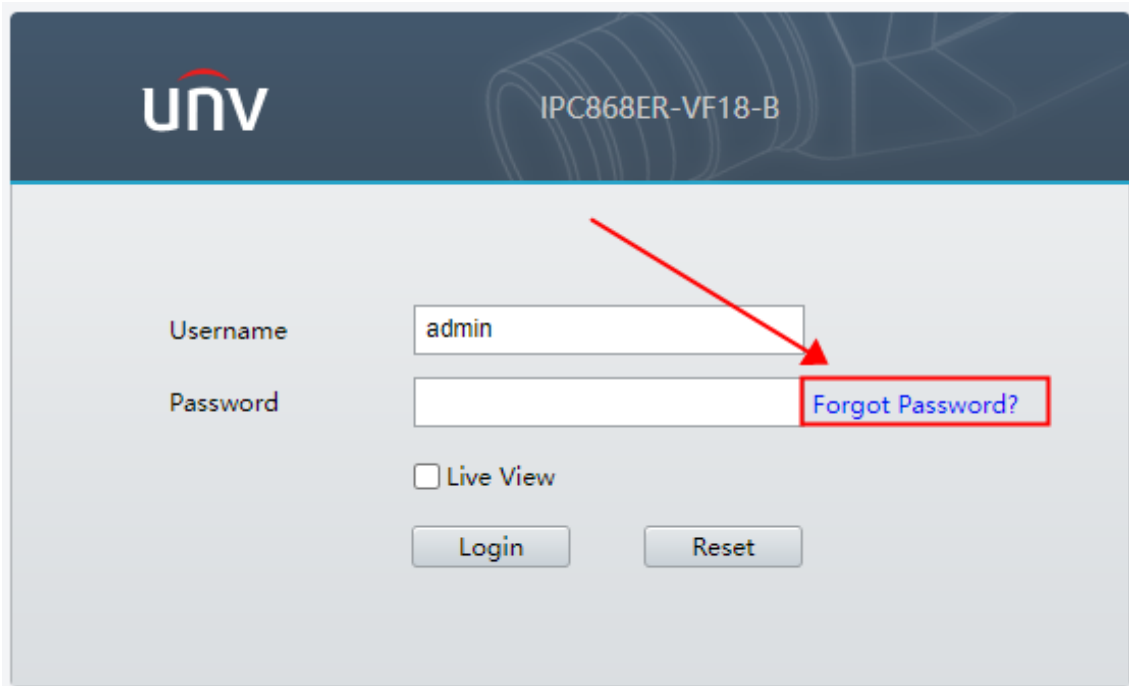 unv
IPC868ER-VF18-B
Username
admin
Password
Forgot Password?
Live View
Login
Reset